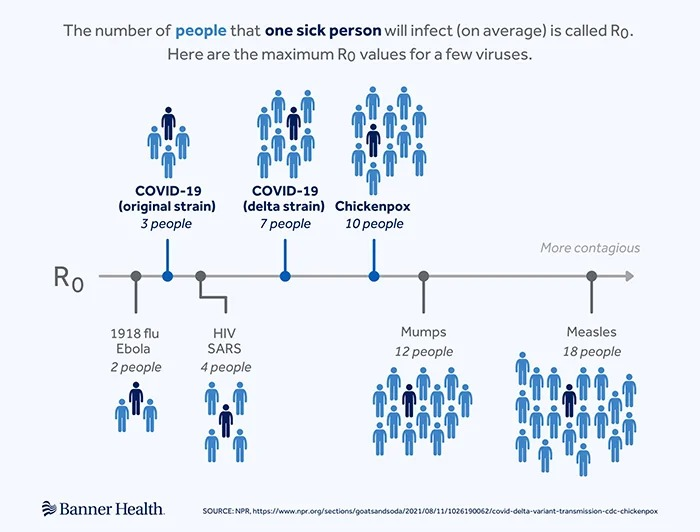 The number of people that one sick person will infect (on average) is called R0.
Here are the maximum R0 values for a few viruses.
COVID-19
(original strain)
3 people
COVID-19
(delta strain)
7 people
Chickenpox
10 people
More contagious
R0
1918 flu
Ebola
2 people
HIV
SARS
4 people
Mumps
12 people
Measles
18 people
Banner Health.
SOURCE: NPR, https://www.npr.org/sections/goatsandsoda/2021/08/11/1026190062/covid-delta-variant-transmission-cdc-chickenpox